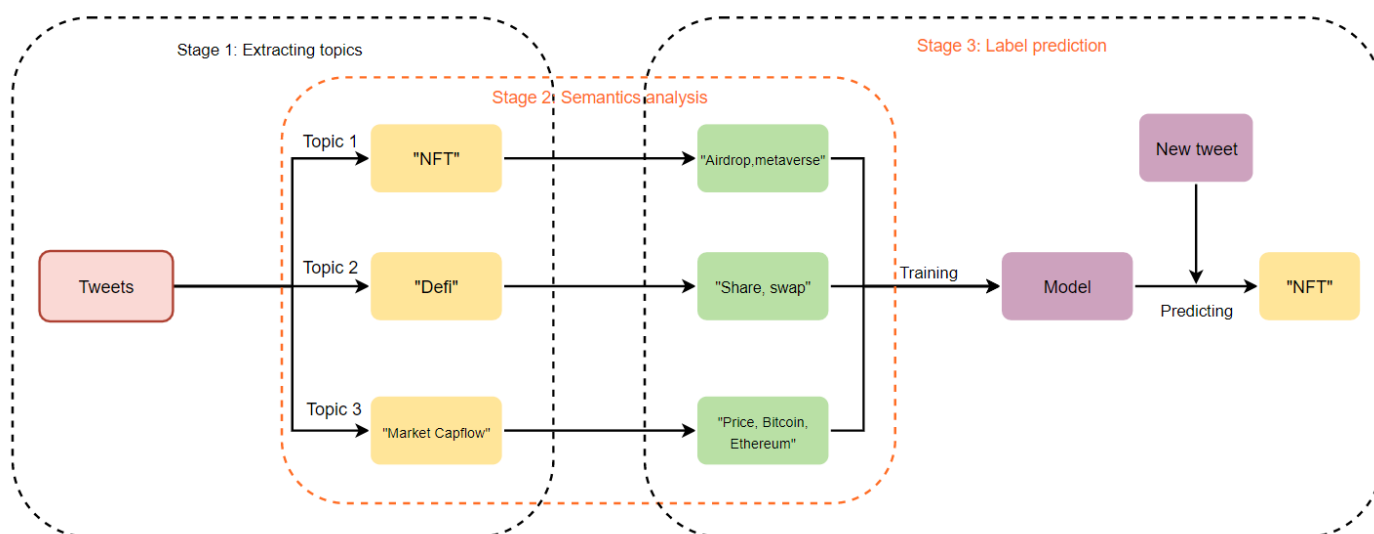 Stage 1: Extracting topics
Stage 3: Label prediction
Stage 2: Semantics analysis
Topic 1
"NFT"
"Airdrop,metaverse"
New tweet
Tweets
Topic 2
"Defi"
"Share, swap"
Training
Model
Predicting
"NFT"
Topic 3
"Market Capflow"
"Price, Bitcoin,
Ethereum"